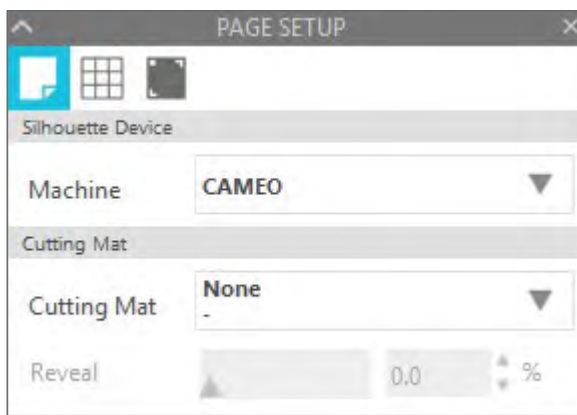 PAGE SETUP
Silhouette Device
Machine CAMEO
Cutting Mat
Cutting Mat None
-
Reveal 0.0 %